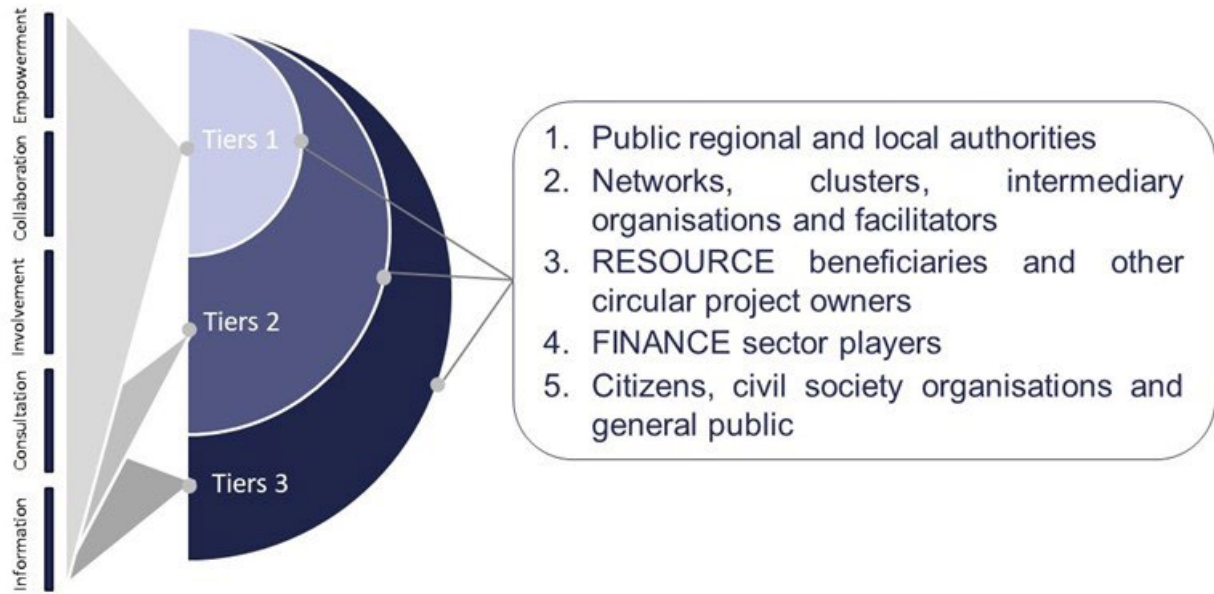 Empowerment
Collaboration
Involvement
Consultation
Information
Tiers 1
Tiers 2
Tiers 3
1. Public regional and local authorities
2. Networks, clusters, intermediary
organisations and facilitators
3. RESOURCE beneficiaries and other
circular project owners
4. FINANCE sector players
5. Citizens, civil society organisations and
general public